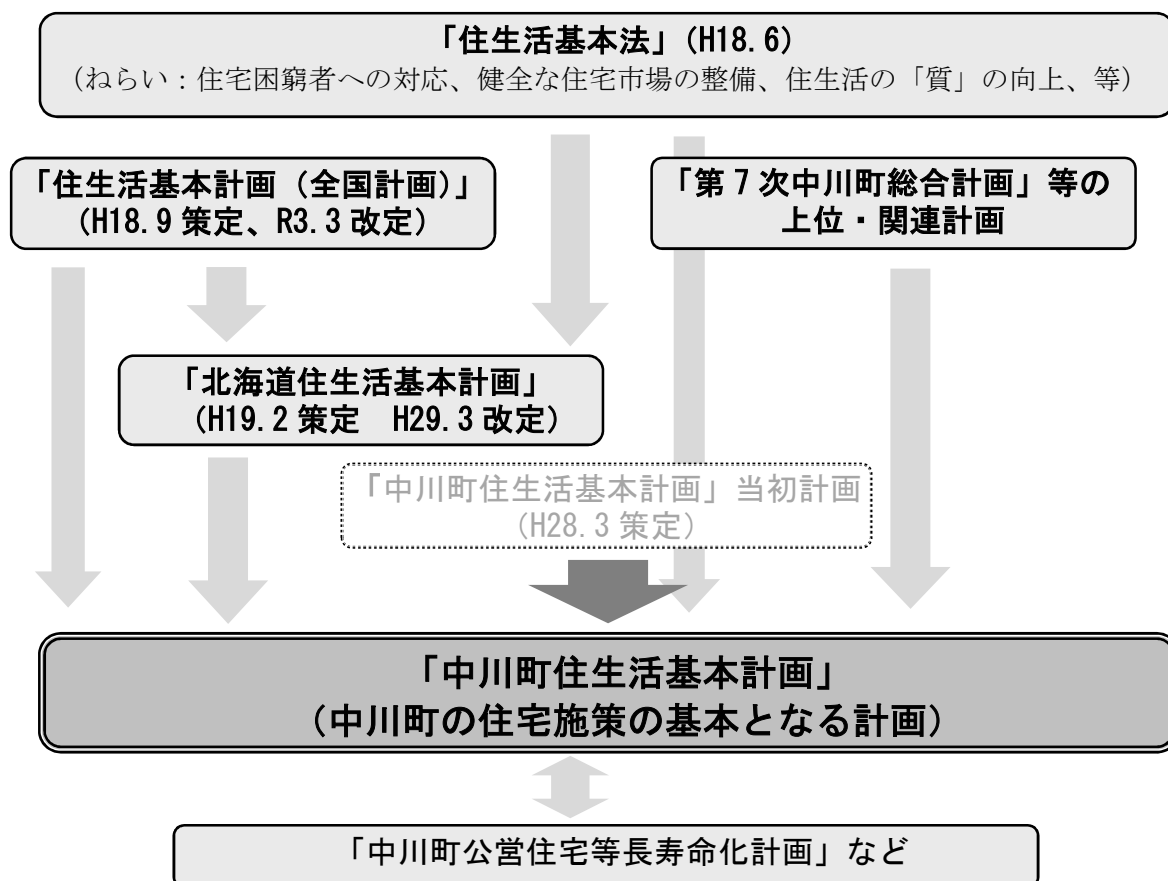 「住生活基本法」(H18.6)
（ねらい：住宅困窮者への対応、健全な住宅市場の整備、住生活の「質」の向上、等）
「住生活基本計画（全国計画）」
(H18.9 策定、R3.3 改定)
「第７次中川町総合計画」等の
上位・関連計画
「北海道住生活基本計画」
(H19.2 策定　H29.3 改定)
「中川町住生活基本計画」当初計画
(H28.3 策定)
「中川町住生活基本計画」
（中川町の住宅施策の基本となる計画）
「中川町公営住宅等長寿命化計画」など